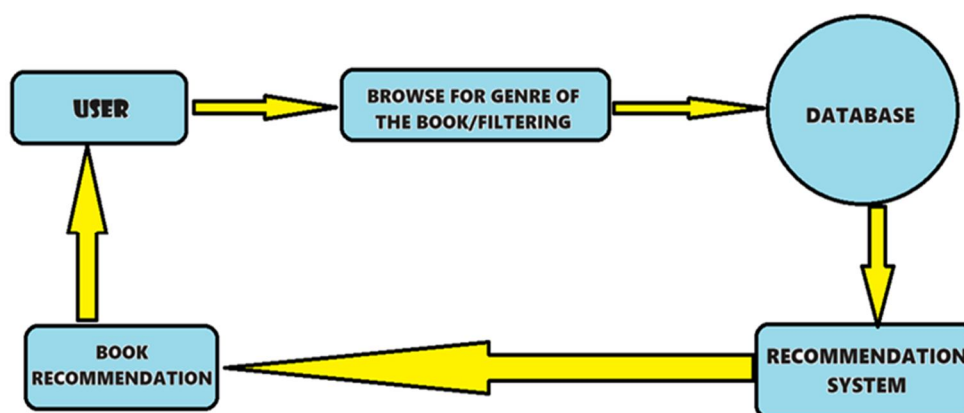 USER
BROWSE FOR GENRE OF
THE BOOK/FILTERING
DATABASE
RECOMMENDATION
SYSTEM
BOOK
RECOMMENDATION